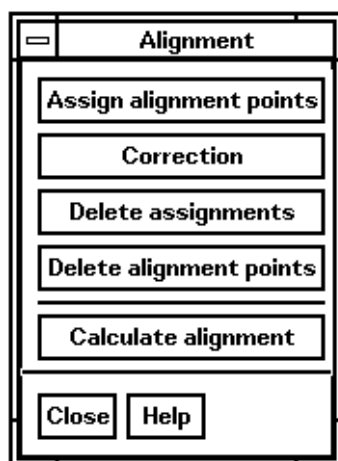 Alignment
Assign alignment points
Correction
Delete assignments
Delete alignment points
Calculate alignment
Close Help